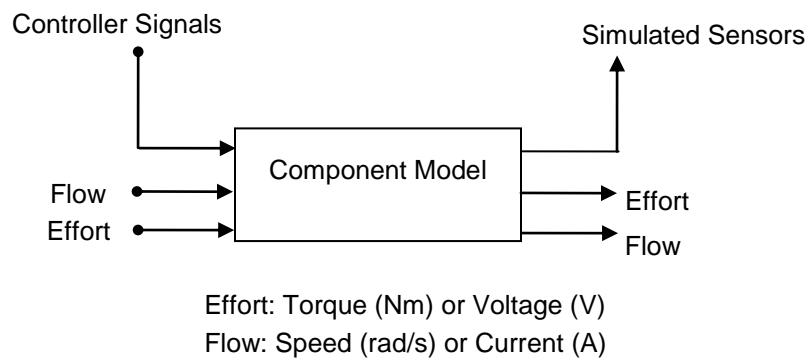 Controller Signals
Simulated Sensors
Component Model
Flow
Effort
Effort
Flow
Effort: Torque (Nm) or Voltage (V)
Flow: Speed (rad/s) or Current (A)